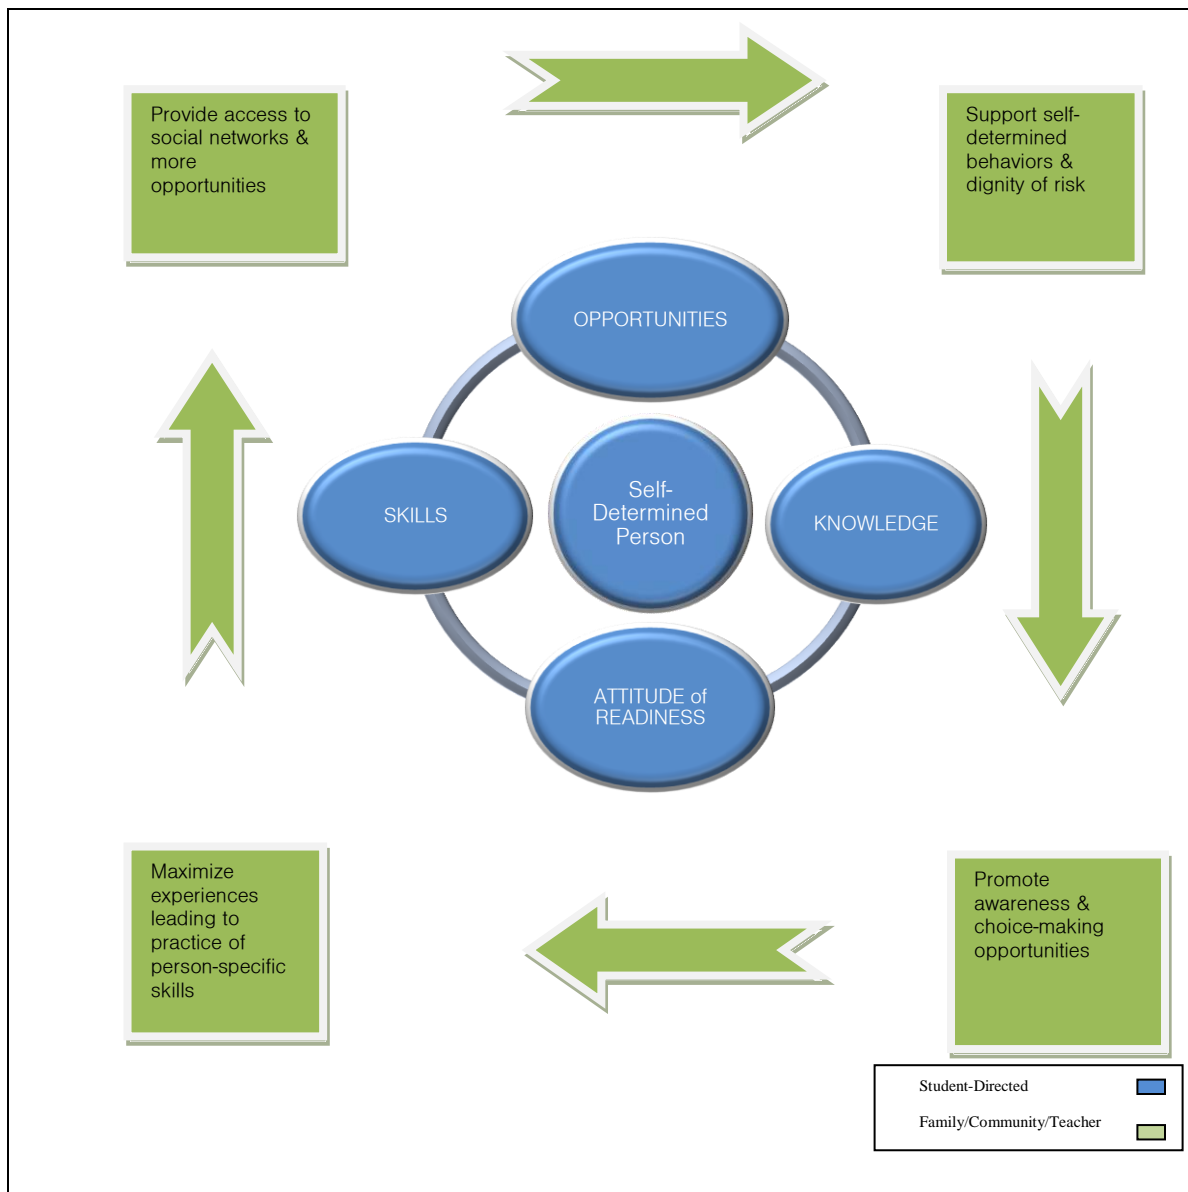 Provide access to
social networks &
more
opportunities
Support self-
determined
behaviors &
dignity of risk
OPPORTUNITIES
SKILLS
Self-
Determined
Person
KNOWLEDGE
ATTITUDE of
READINESS
Maximize
experiences
leading to
practice of
person-specific
skills
Promote
awareness &
choice-making
opportunities
Student-Directed
Family/Community/Teacher